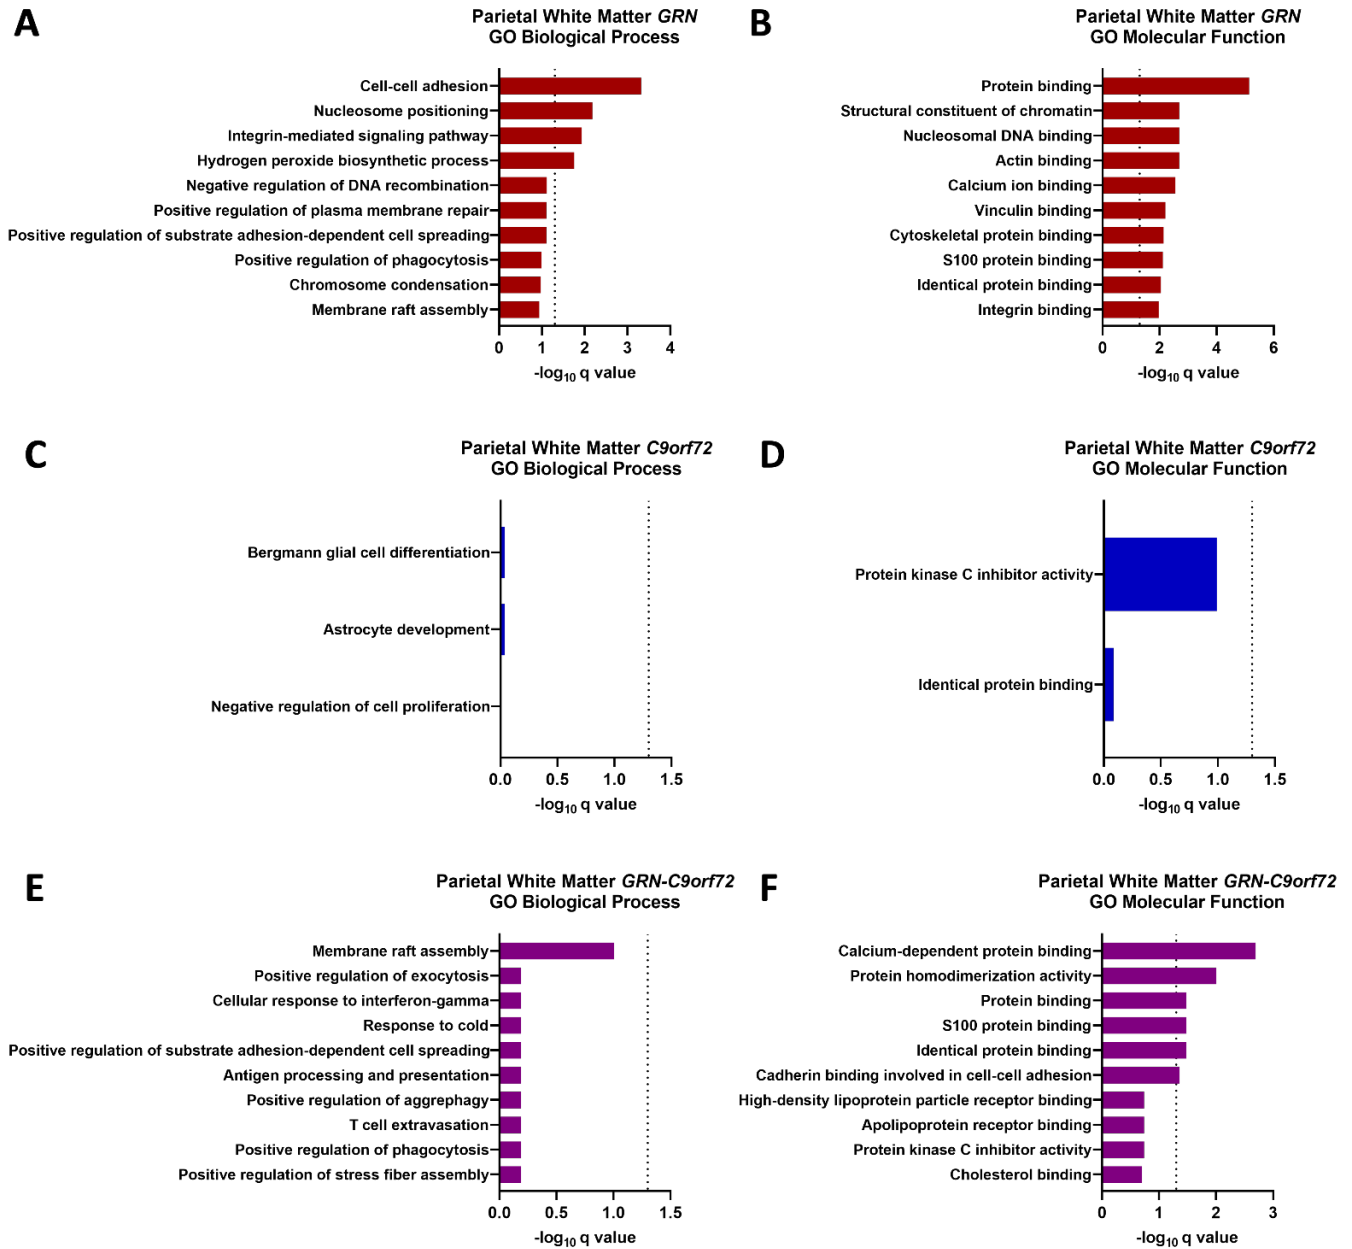 A
Parietal White Matter GRN
GO Biological Process
Cell-cell adhesion
Nucleosome positioning
Integrin-mediated signaling pathway
Hydrogen peroxide biosynthetic process
Negative regulation of DNA recombination
Positive regulation of plasma membrane repair
Positive regulation of substrate adhesion-dependent cell spreading
Positive regulation of phagocytosis
Chromosome condensation
Membrane raft assembly
0 1 2 3 4
-log10 q value
B
Parietal White Matter GRN
GO Molecular Function
Protein binding
Structural constituent of chromatin
Nucleosomal DNA binding
Actin binding
Calcium ion binding
Vinculin binding
Cytoskeletal protein binding
S100 protein binding
Identical protein binding
Integrin binding
0 2 4 6
-log10 q value
C
Parietal White Matter C9orf72
GO Biological Process
Bergmann glial cell differentiation
Astrocyte development
Negative regulation of cell proliferation
0.0 0.5 1.0 1.5
-log10 q value
D
Parietal White Matter C9orf72
GO Molecular Function
Protein kinase C inhibitor activity
Identical protein binding
0.0 0.5 1.0 1.5
-log10 q value
E
Parietal White Matter GRN-C9orf72
GO Biological Process
Membrane raft assembly
Positive regulation of exocytosis
Cellular response to interferon-gamma
Response to cold
Positive regulation of substrate adhesion-dependent cell spreading
Antigen processing and presentation
Positive regulation of aggrephagy
T cell extravasation
Positive regulation of phagocytosis
Positive regulation of stress fiber assembly
0.0 0.5 1.0 1.5
-log10 q value
F
Parietal White Matter GRN-C9orf72
GO Molecular Function
Calcium-dependent protein binding
Protein homodimerization activity
Protein binding
S100 protein binding
Identical protein binding
Cadherin binding involved in cell-cell adhesion
High-density lipoprotein particle receptor binding
Apolipoprotein receptor binding
Protein kinase C inhibitor activity
Cholesterol binding
0 1 2 3
-log10 q value